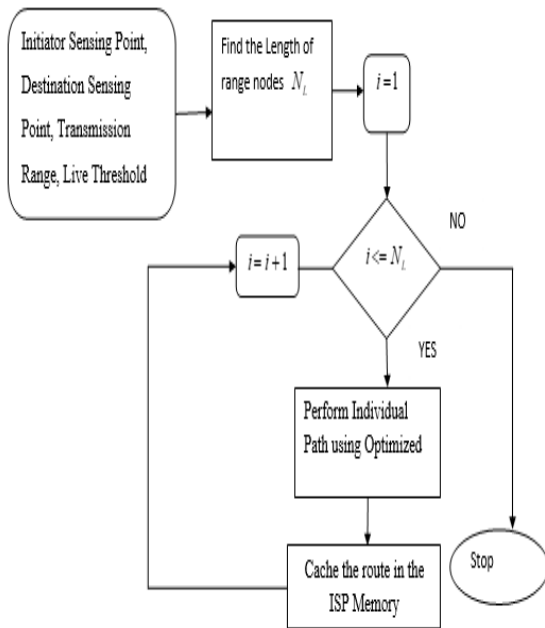 Initiator Sensing Point,
Destination Sensing
Point, Transmission
Range, Live Threshold
Find the Length of
range nodes N_L
i=1
i<= N_L
NO
i= i+1
YES
Perform Individual
Path using Optimized
Cache the route in the
ISP Memory
Stop